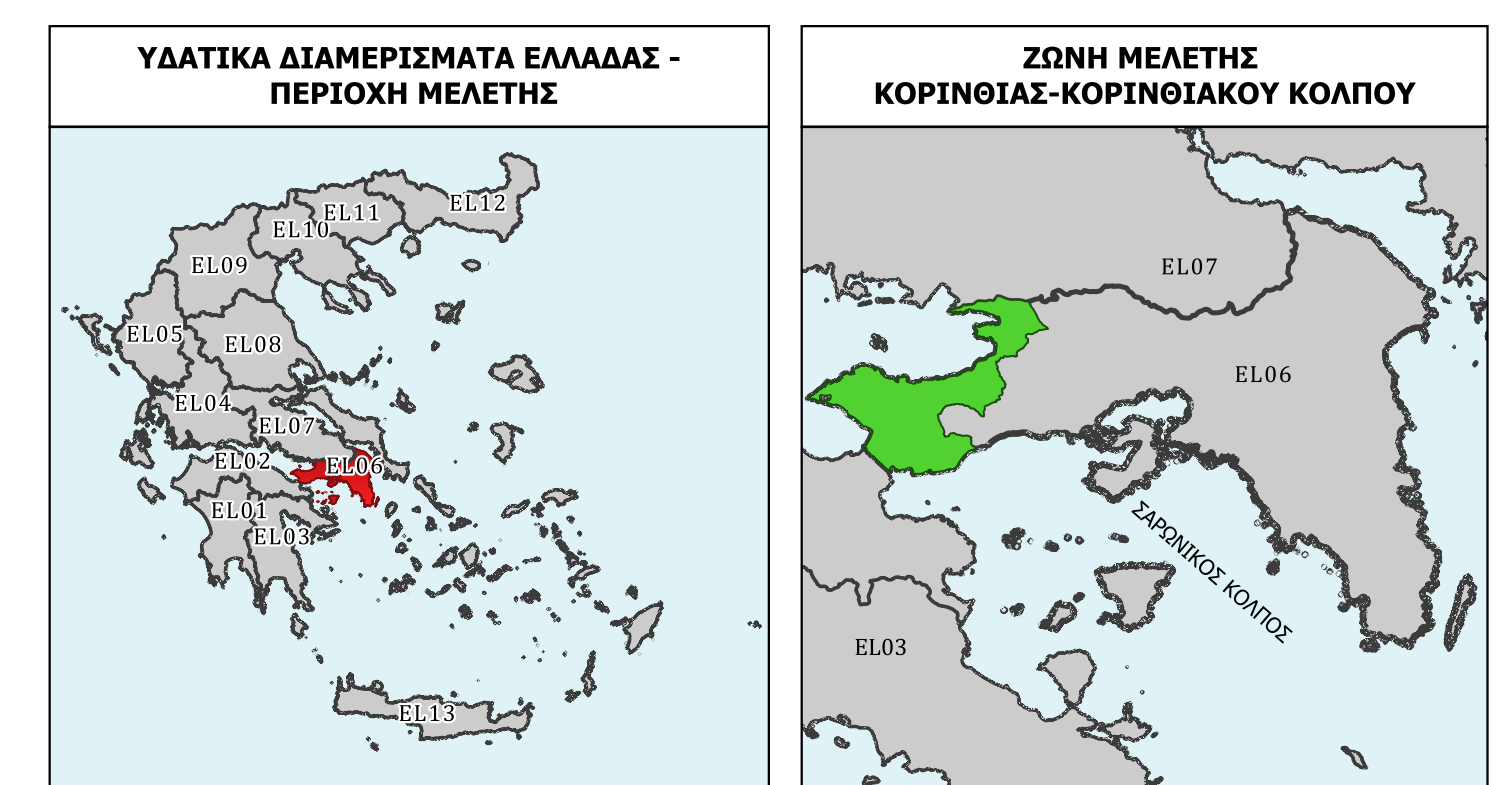 ΥΔΑΤΙΚΑ ΔΙΑΜΕΡΙΣΜΑΤΑ ΕΛΛΑΔΑΣ -
ΠΕΡΙΟΧΗ ΜΕΛΕΤΗΣ
EL12
EL11
EL10
EL09
EL05
EL08
EL04
EL07
EL02
EL06
EL01
EL03
EL13
ΖΩΝΗ ΜΕΛΕΤΗΣ
ΚΟΡΙΝΘΙΑΣ-ΚΟΡΙΝΘΙΑΚΟΥ ΚΟΛΠΟΥ
EL07
EL06
ΣΑΡΩΝΙΚΟΣ ΚΟΛΠΟΣ
EL03